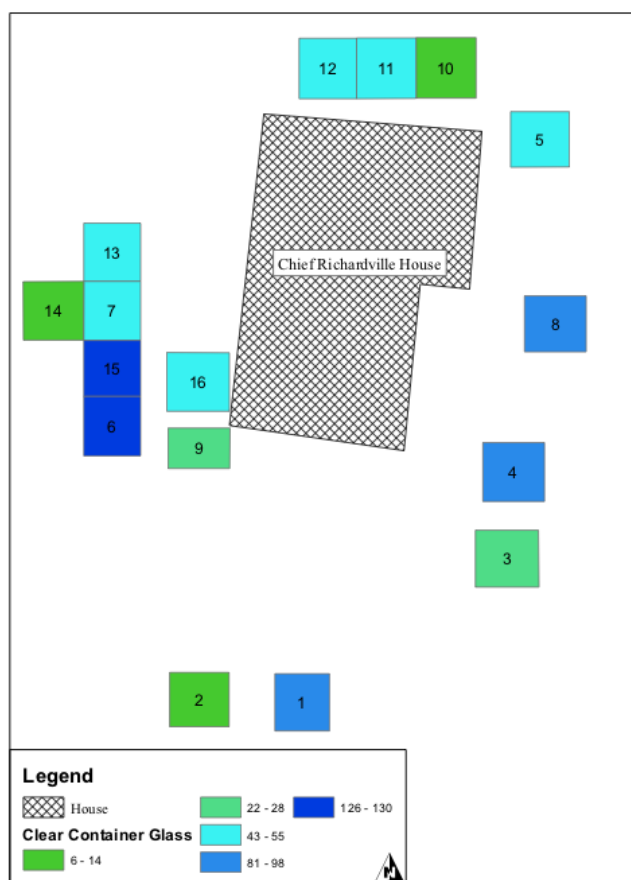 12 11 10
5
13
Chief Richardville House
14 7
8
15
16
6
9
4
3
2 1
Legend
House
22 - 28
126 - 130
Clear Container Glass
43 - 55
6 - 14
81 - 98
N